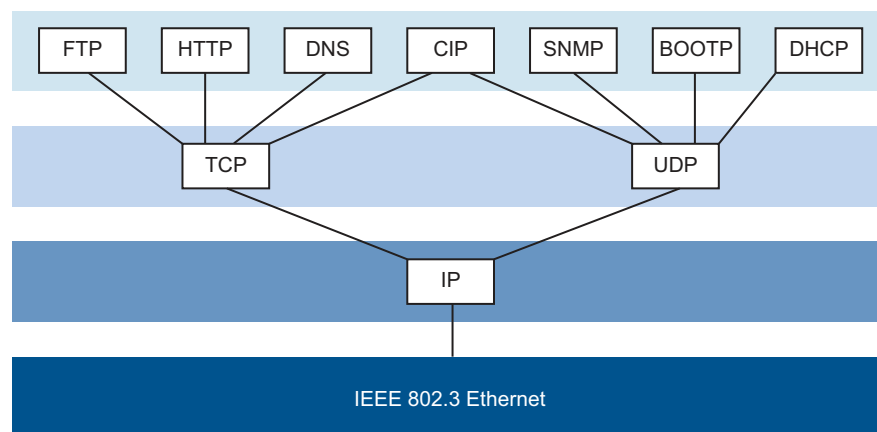 FTP
HTTP
DNS
CIP
SNMP
BOOTP
DHCP
TCP
UDP
IP
IEEE 802.3 Ethernet